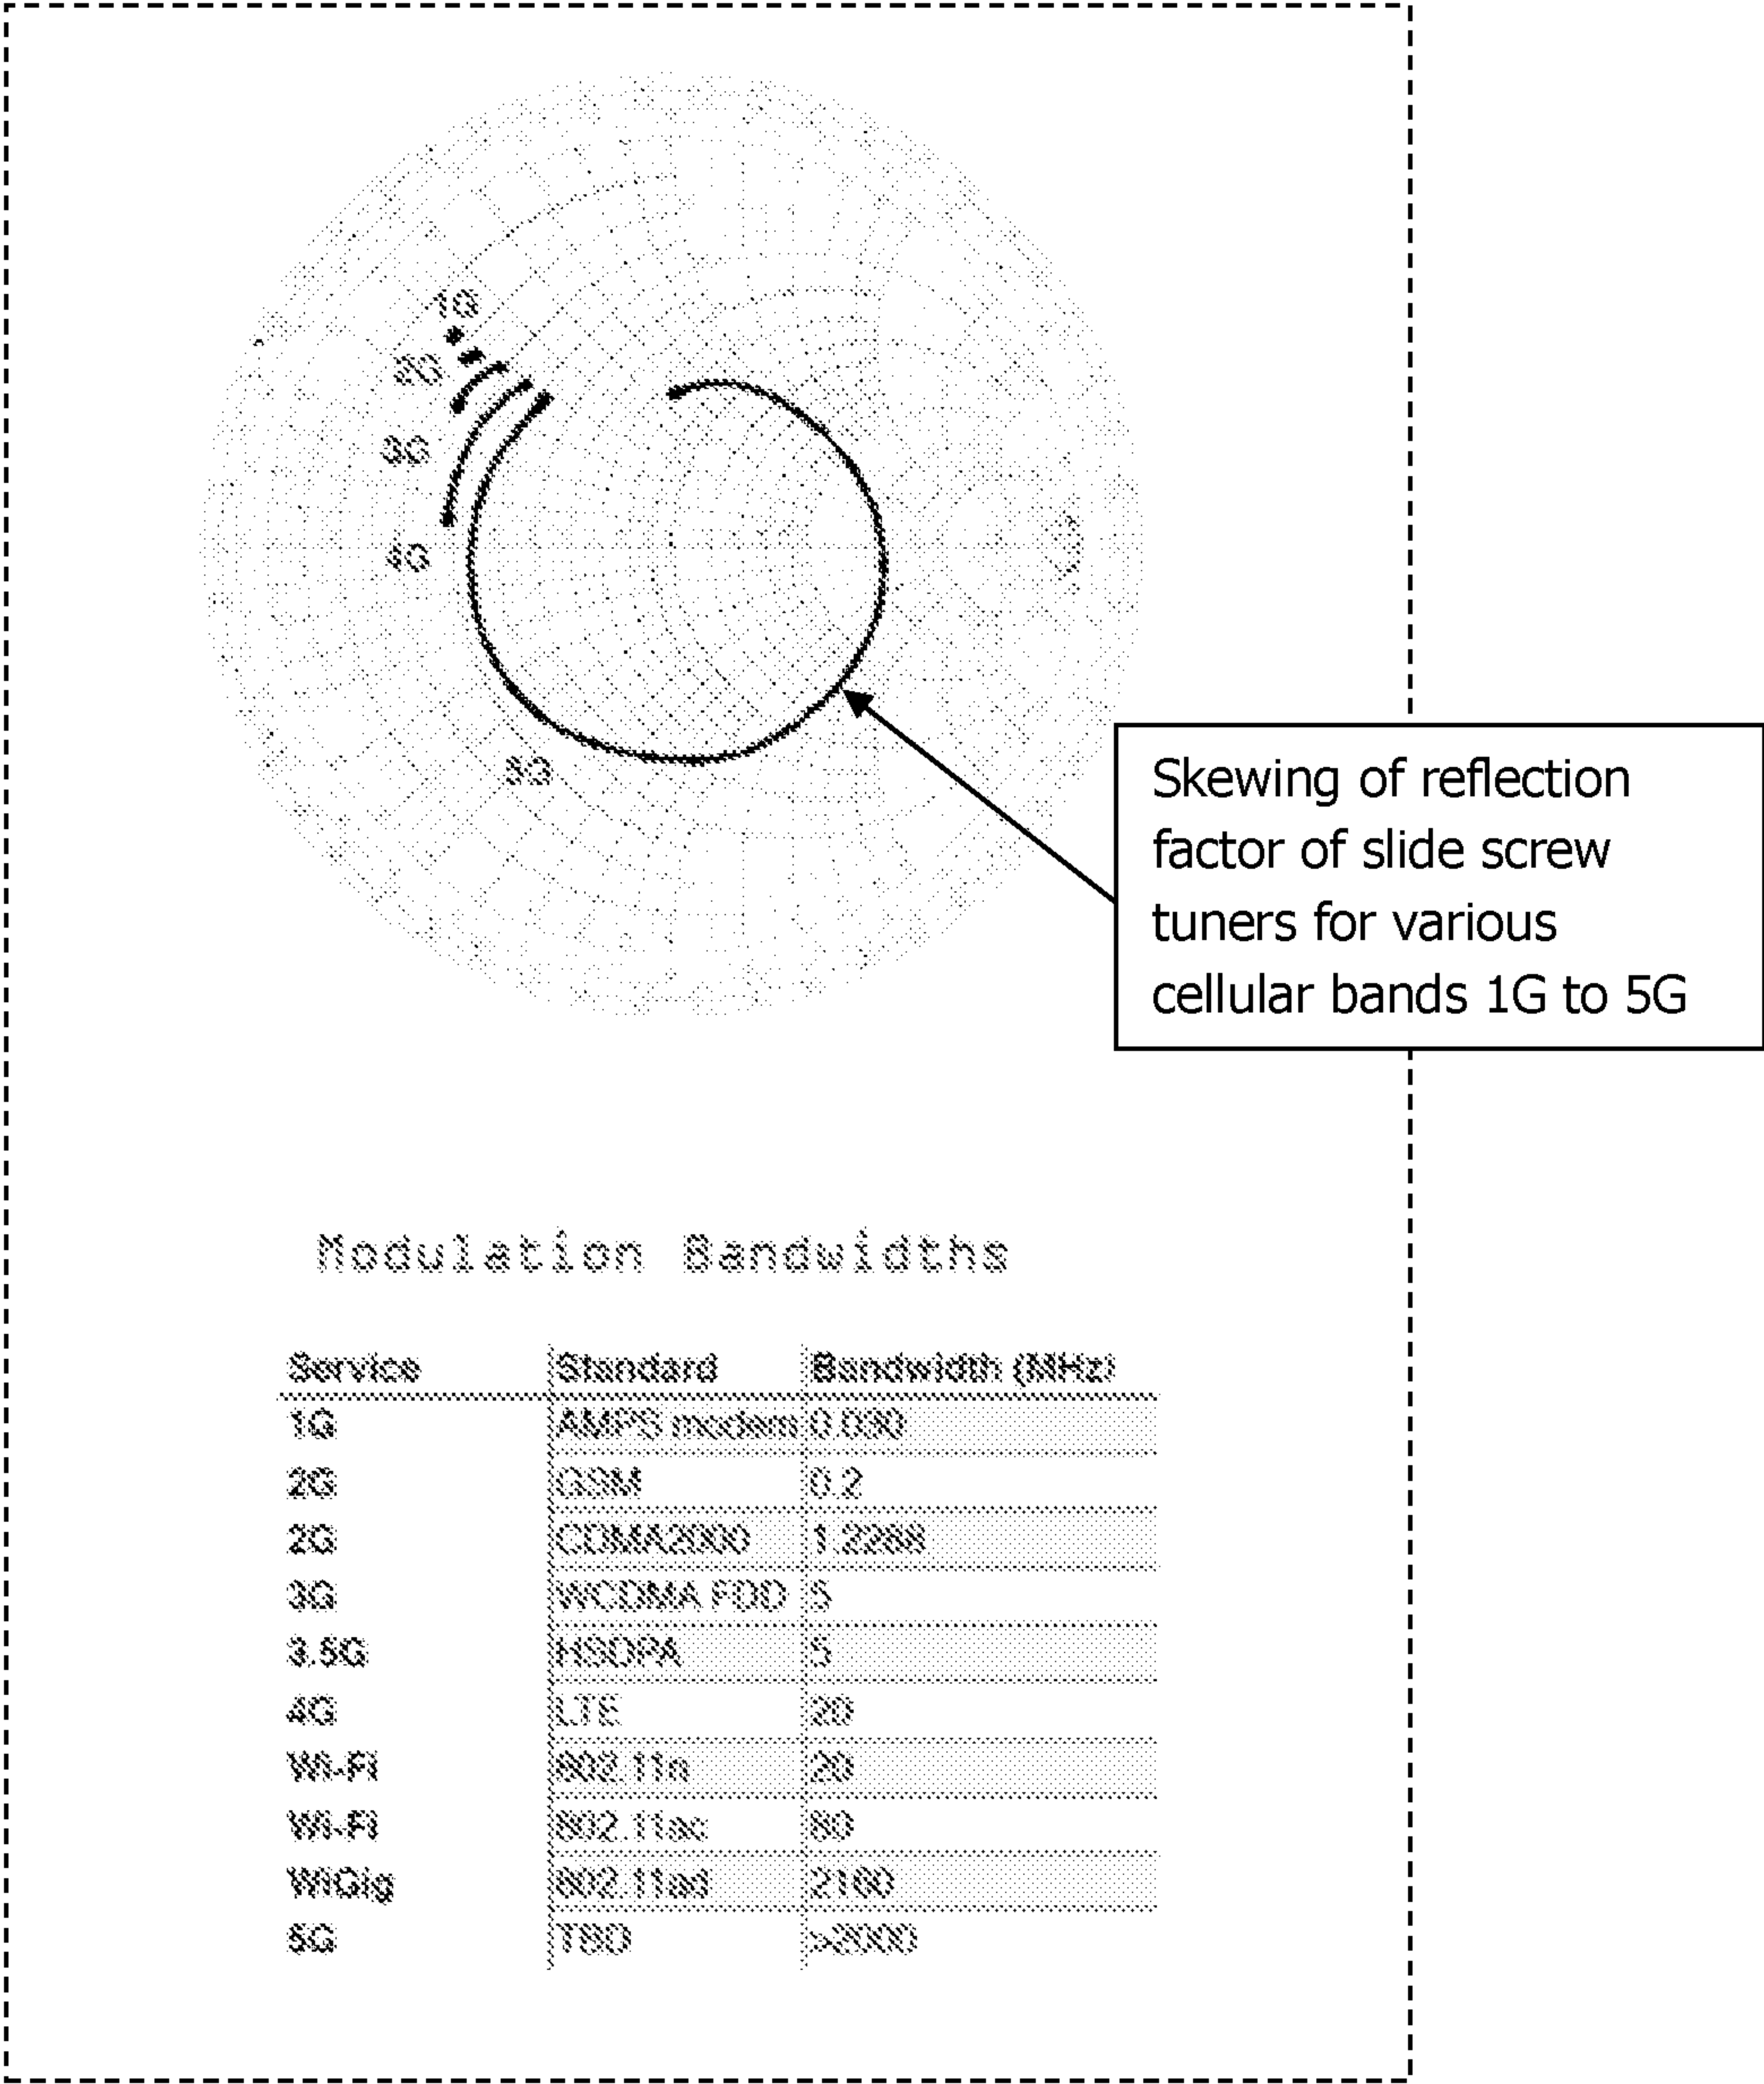 1G
2G
3G
4G
5G
Skewing of reflection
factor of slide screw
tuners for various
cellular bands 1G to 5G
Modulation Bandwidths
Service Standard Bandwidth (MHz)
1G AMPS modem 0.030
2G GSM 0.2
2G CDMA2000 1.2288
3G WCDMA FDD 5
3.5G HSDPA 5
4G LTE 20
Wi-Fi 802.11n 20
Wi-Fi 802.11ac 80
WiGig 802.11ad 2160
5G TBD >2000